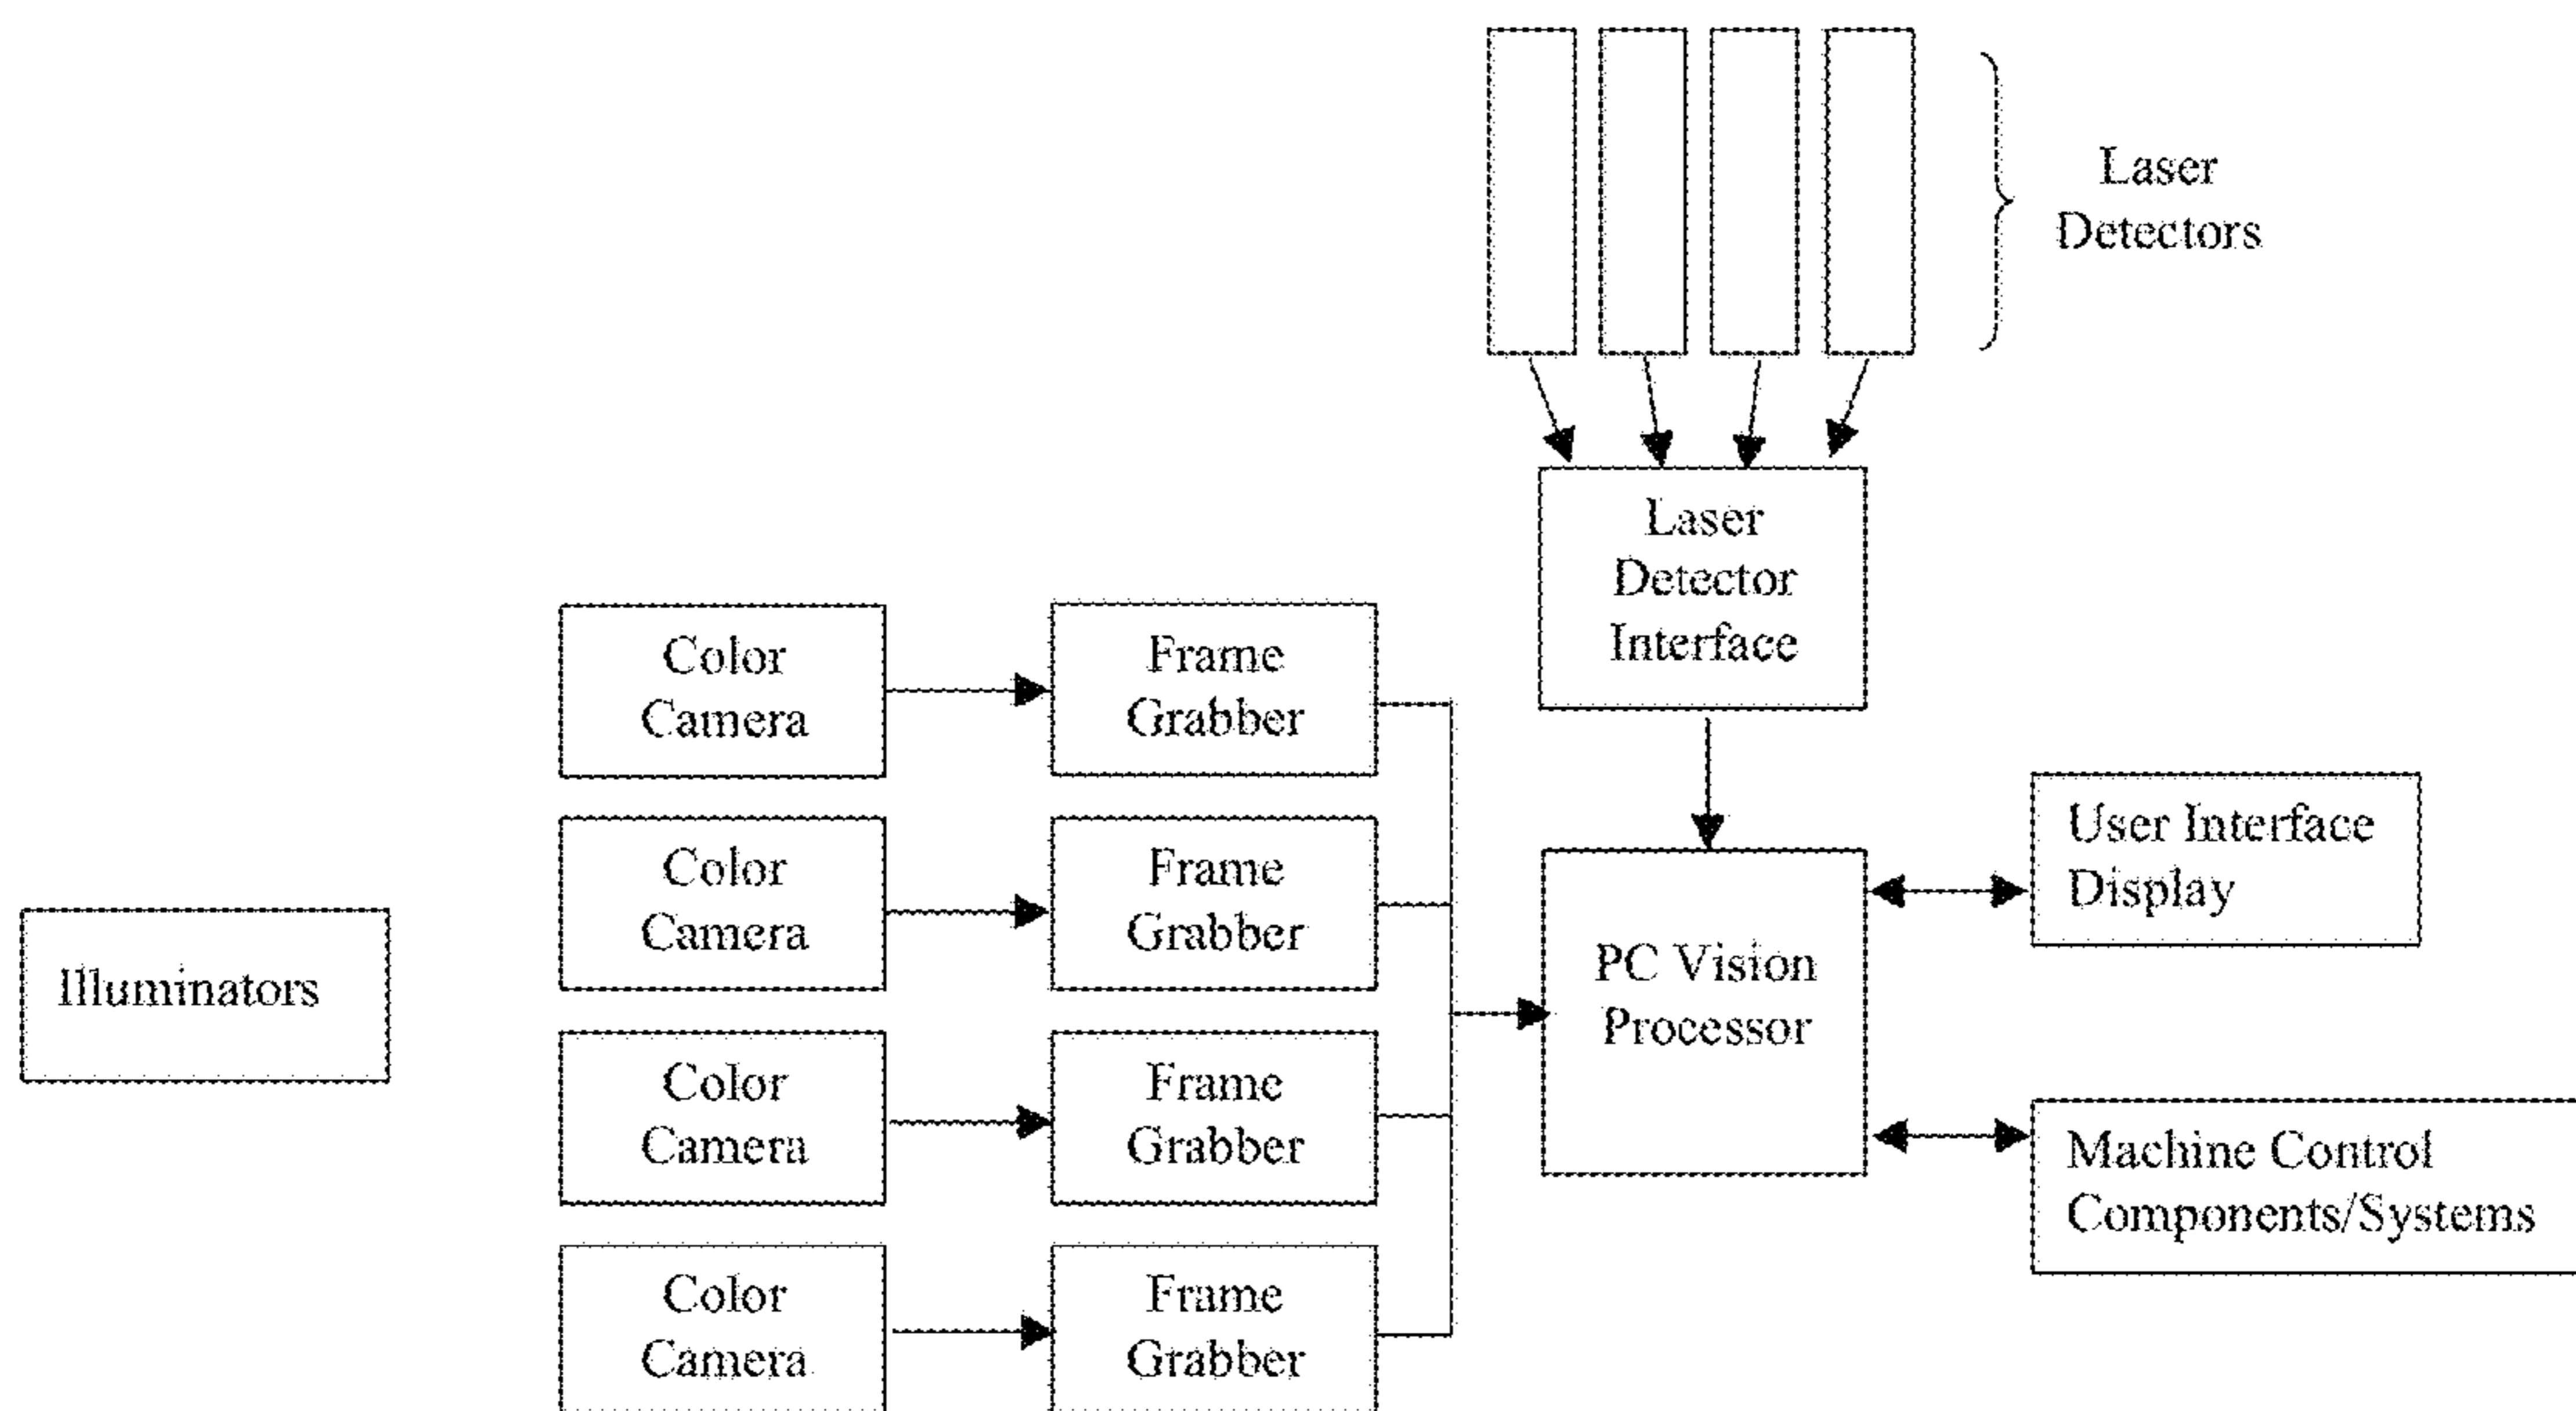 Laser
Detectors
Laser
Detector
Interface
Color
Camera
Frame
Grabber
Color
Camera
Frame
Grabber
User Interface
Display
Illuminators
PC Vision
Processor
Color
Camera
Frame
Grabber
Machine Control
Components/Systems
Color
Camera
Frame
Grabber